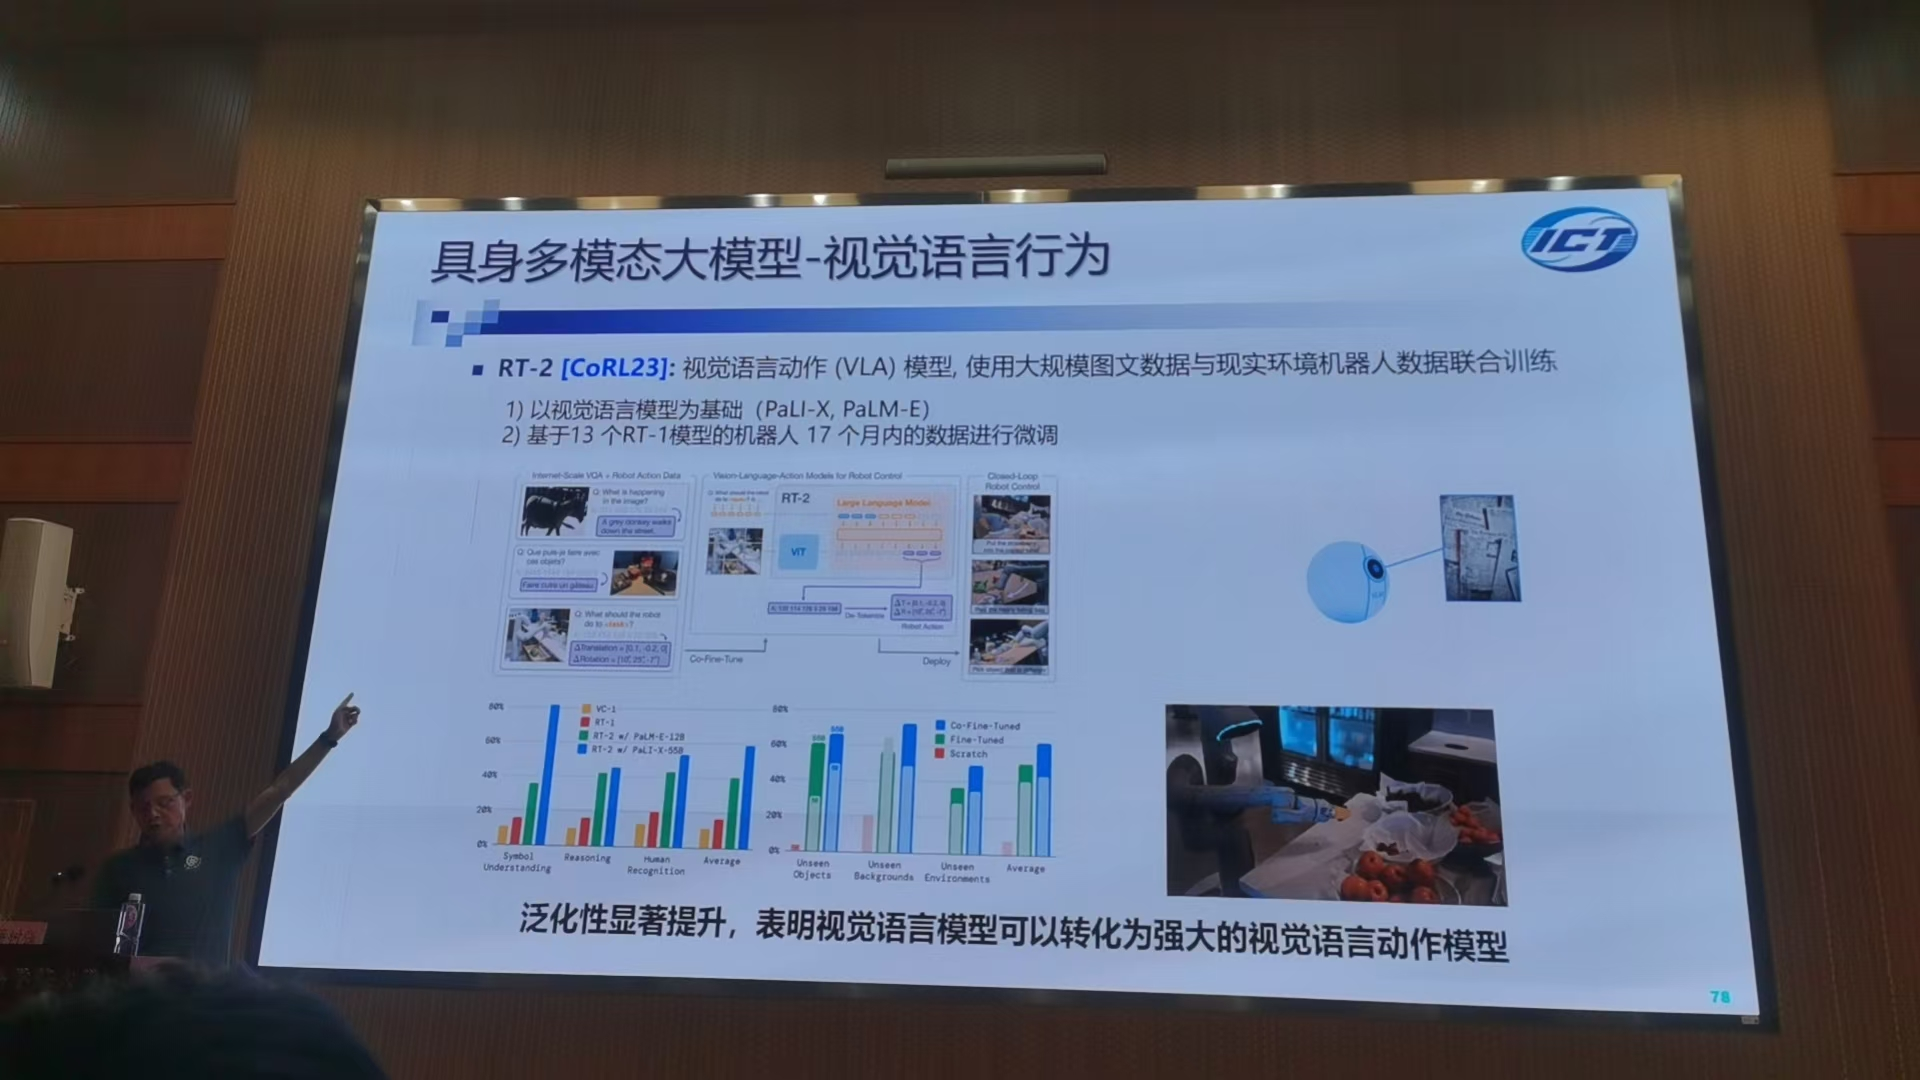 具身多模态大模型-视觉语言行为
ICT
RT-2 [CoRL23]: 视觉语言动作 (VLA) 模型, 使用大规模图文数据与现实环境机器人数据联合训练
1) 以视觉语言模型为基础（PaLI-X, PaLM-E）
2) 基于13 个RT-1模型的机器人 17 个月内的数据进行微调
Internet-Scale VQA + Robot Action Data
Q: What is happening
in the image?
A grey donkey walks
down the street.
Q: Que puis-je faire avec
ces objets?
Faire cuire un gâteau.
Q: What should the robot
do to <task>?
ΔTranslation = [0.1, -0.2, 0]
ΔRotation = [10°, 25°, -7°]
Vision-Language-Action Models for Robot Control
RT-2
Large Language Model
ViT
De-Tokenize
Robot Action
Co-Fine-Tune
Deploy
Closed-Loop
Robot Control
80%
60%
40%
20%
0%
VC-1
RT-1
RT-2 w/ PaLM-E-12B
RT-2 w/ PaLI-X-55B
Symbol
Understanding
Reasoning
Human
Recognition
Average
80%
60%
40%
20%
0%
55B
55B
5B
5B
Co-Fine-Tuned
Fine-Tuned
Scratch
Unseen
Objects
Unseen
Backgrounds
Unseen
Environments
Average
泛化性显著提升，表明视觉语言模型可以转化为强大的视觉语言动作模型
78